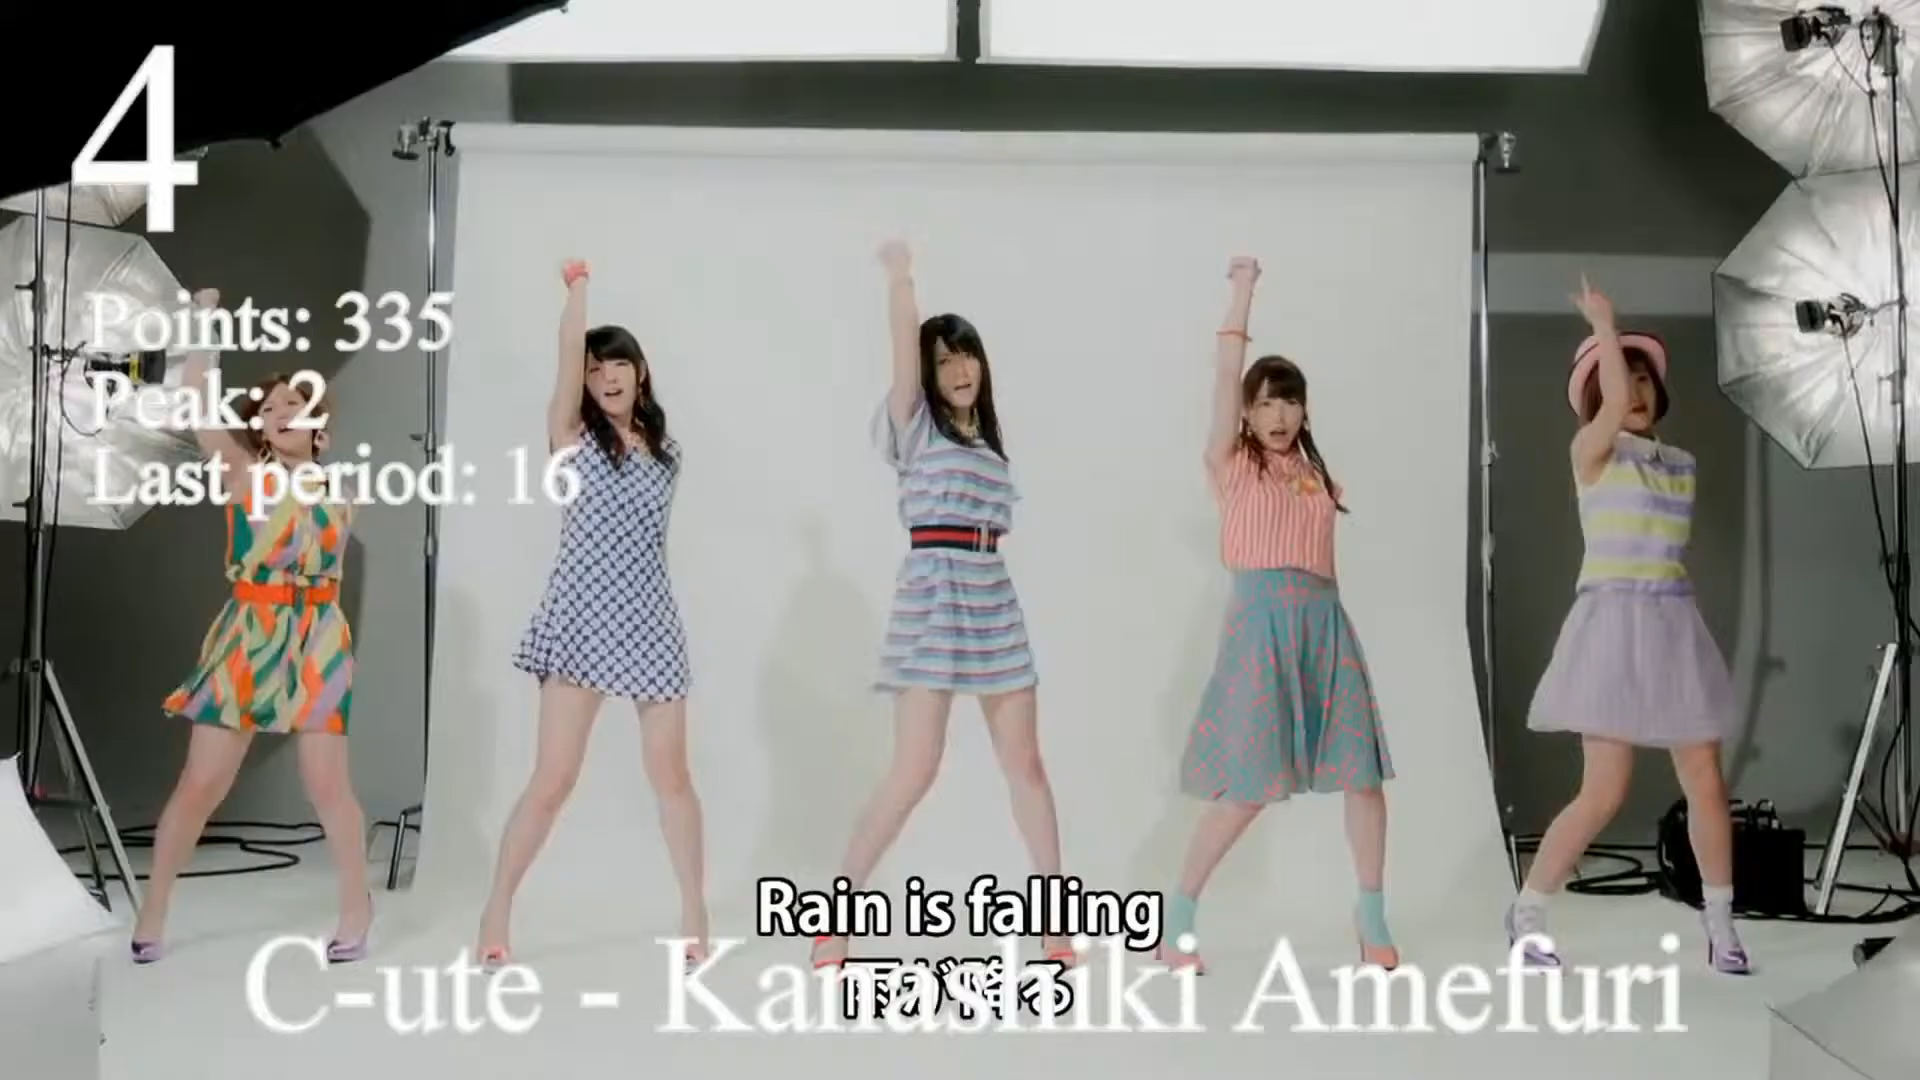 4
Points: 335
Peak: 2
Last period: 16
Rain is falling
雨が降る
C-ute - Kanashiki Amefuri